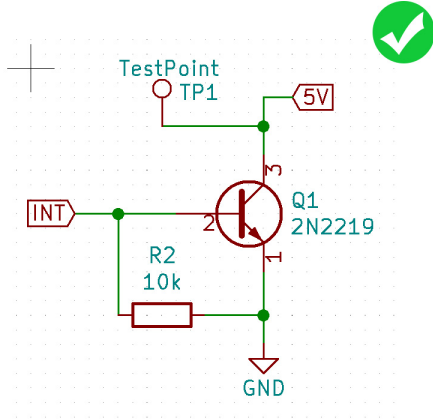 TestPoint
TP1
5V
3
INT
2
Q1
2N2219
1
R2
10k
GND